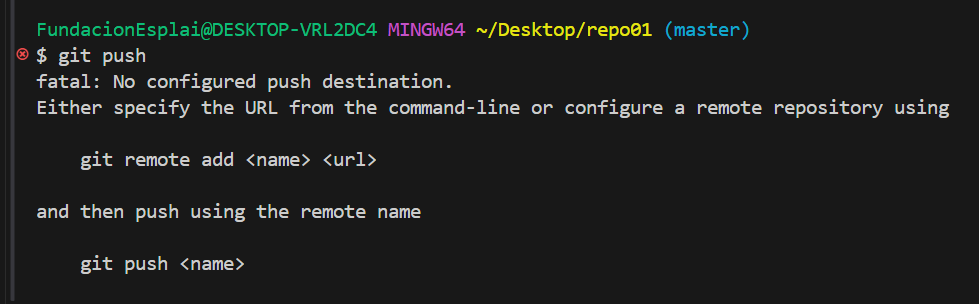 FundacionEsplai@DESKTOP-VRL2DC4 MINGW64 ~/Desktop/repo01 (master)
$ git push
fatal: No configured push destination.
Either specify the URL from the command-line or configure a remote repository using
git remote add <name> <url>
and then push using the remote name
git push <name>